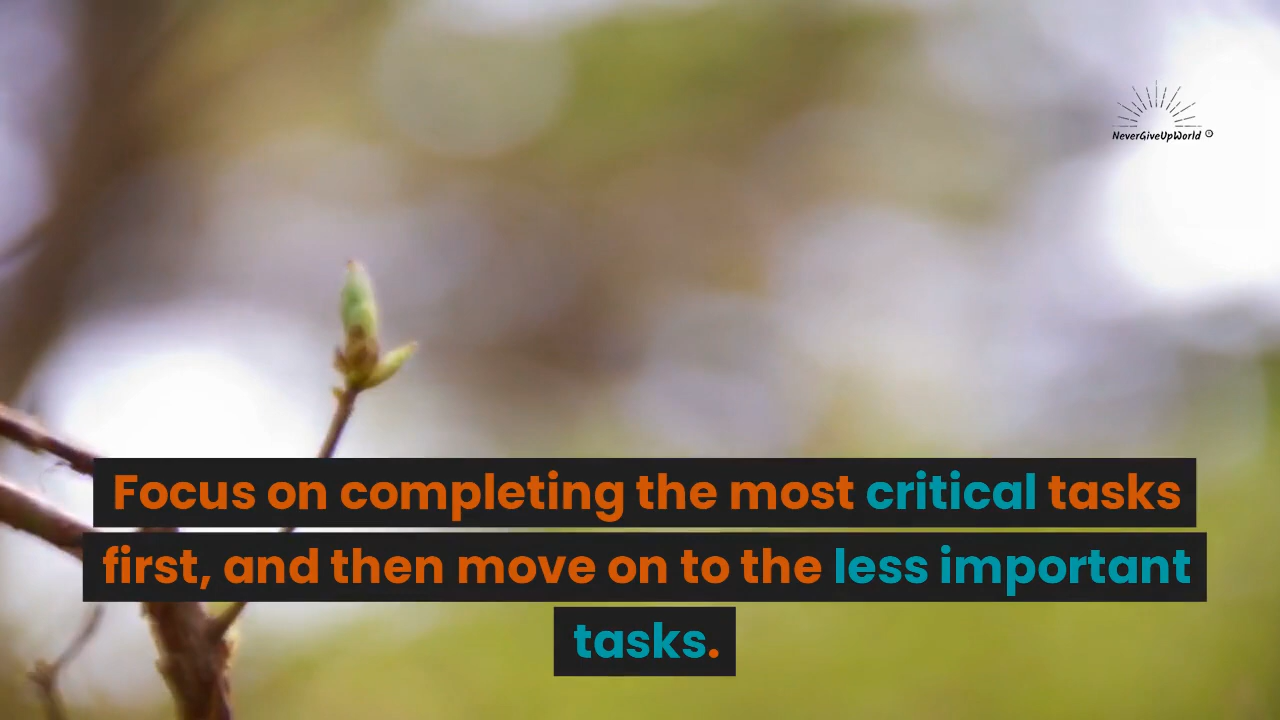 NeverGiveUpWorld
Focus on completing the most critical tasks
first, and then move on to the less important
tasks.